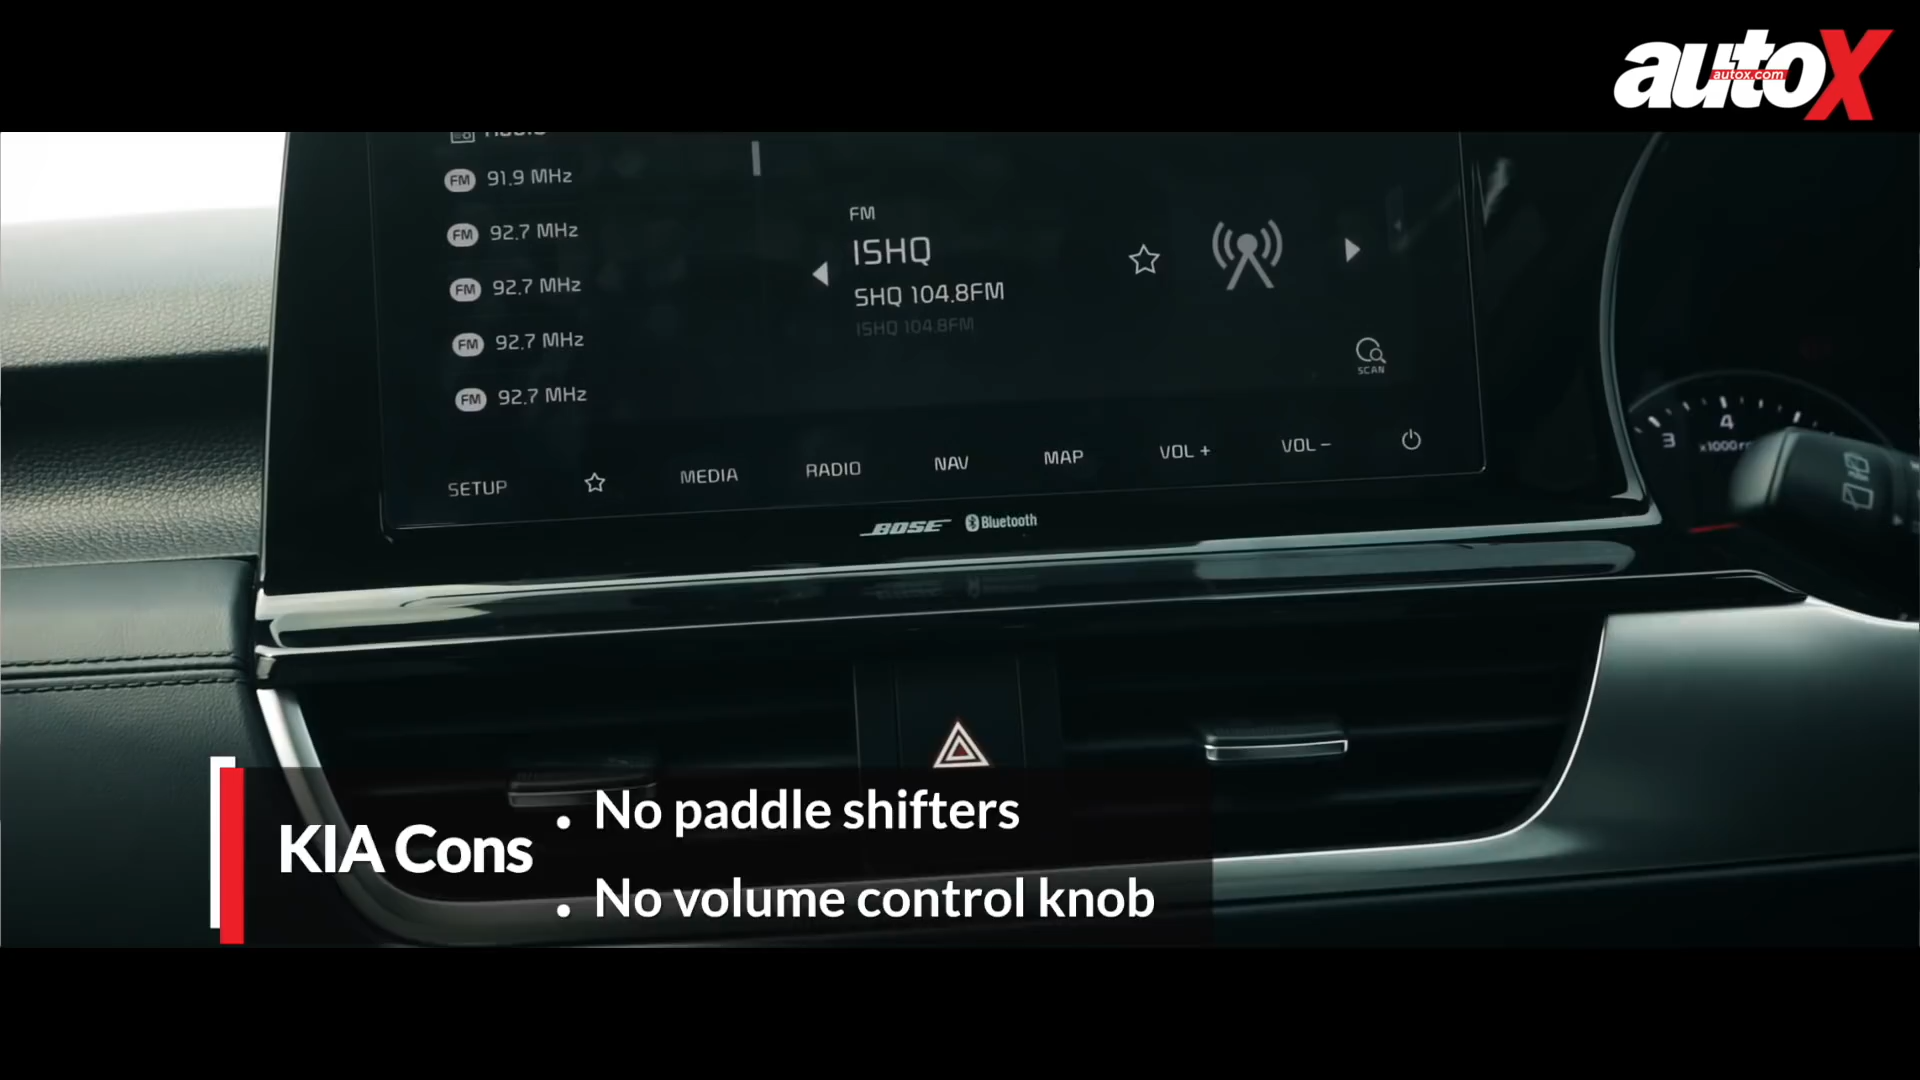 autoX
autox.com
FM 91.9 MHz
FM 92.7 MHz
FM 92.7 MHz
FM 92.7 MHz
FM 92.7 MHz
FM
ISHQ
SHQ 104.8FM
ISHQ 104.8FM
SCAN
SETUP MEDIA RADIO NAV MAP VOL + VOL -
BOSE Bluetooth
3 4
KIA Cons
. No paddle shifters
. No volume control knob